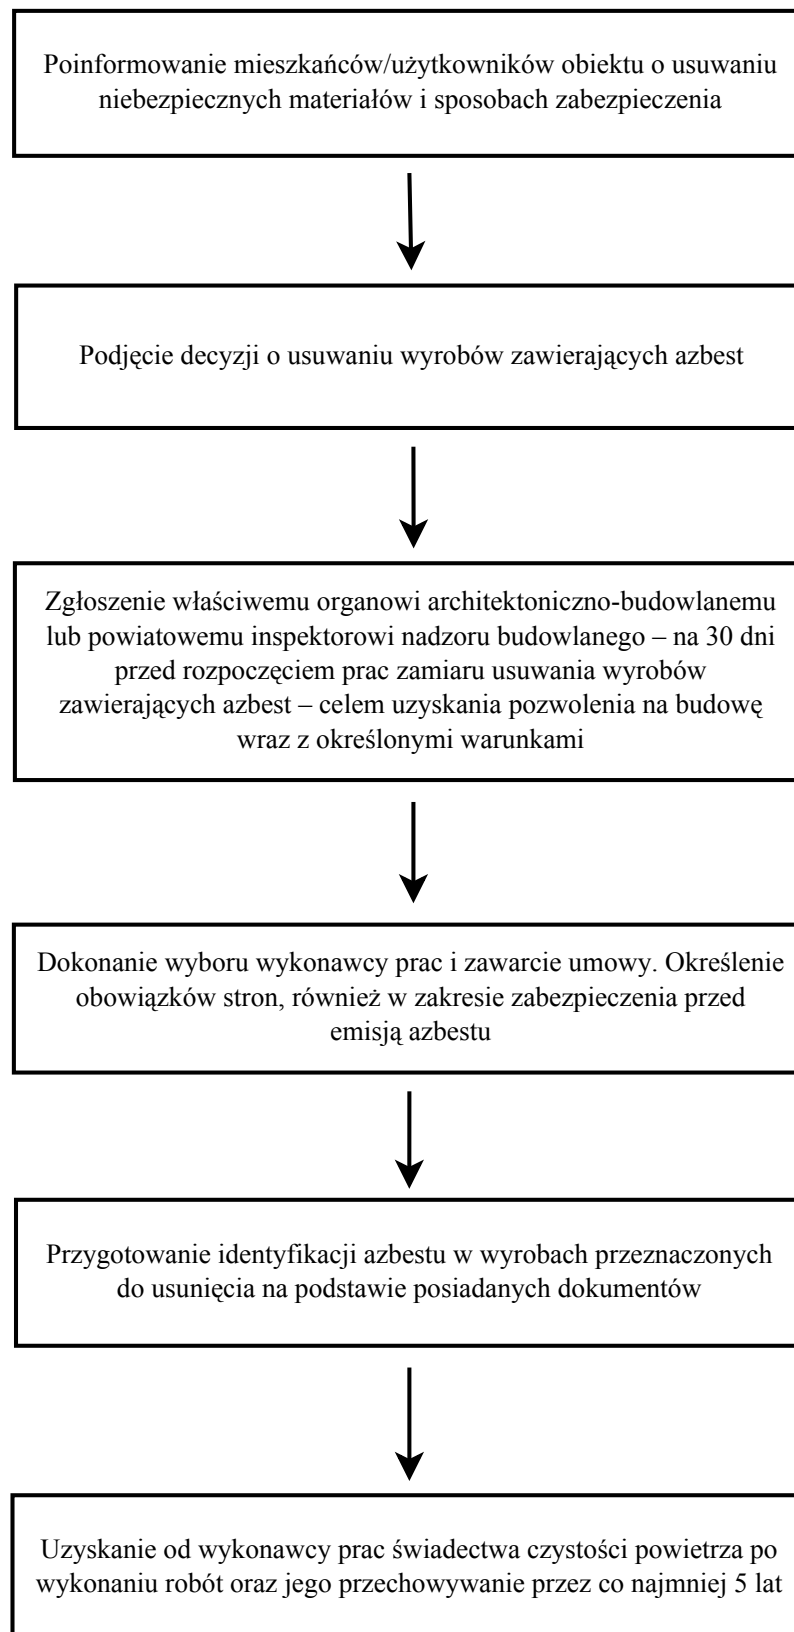 Poinformowanie mieszkańców/użytkowników obiektu o usuwaniu
niebezpiecznych materiałów i sposobach zabezpieczenia
Podjęcie decyzji o usuwaniu wyrobów zawierających azbest
Zgłoszenie właściwemu organowi architektoniczno-budowlanemu
lub powiatowemu inspektorowi nadzoru budowlanego – na 30 dni
przed rozpoczęciem prac zamiaru usuwania wyrobów
zawierających azbest – celem uzyskania pozwolenia na budowę
wraz z określonymi warunkami
Dokonanie wyboru wykonawcy prac i zawarcie umowy. Określenie
obowiązków stron, również w zakresie zabezpieczenia przed
emisją azbestu
Przygotowanie identyfikacji azbestu w wyrobach przeznaczonych
do usunięcia na podstawie posiadanych dokumentów
Uzyskanie od wykonawcy prac świadectwa czystości powietrza po
wykonaniu robót oraz jego przechowywanie przez co najmniej 5 lat